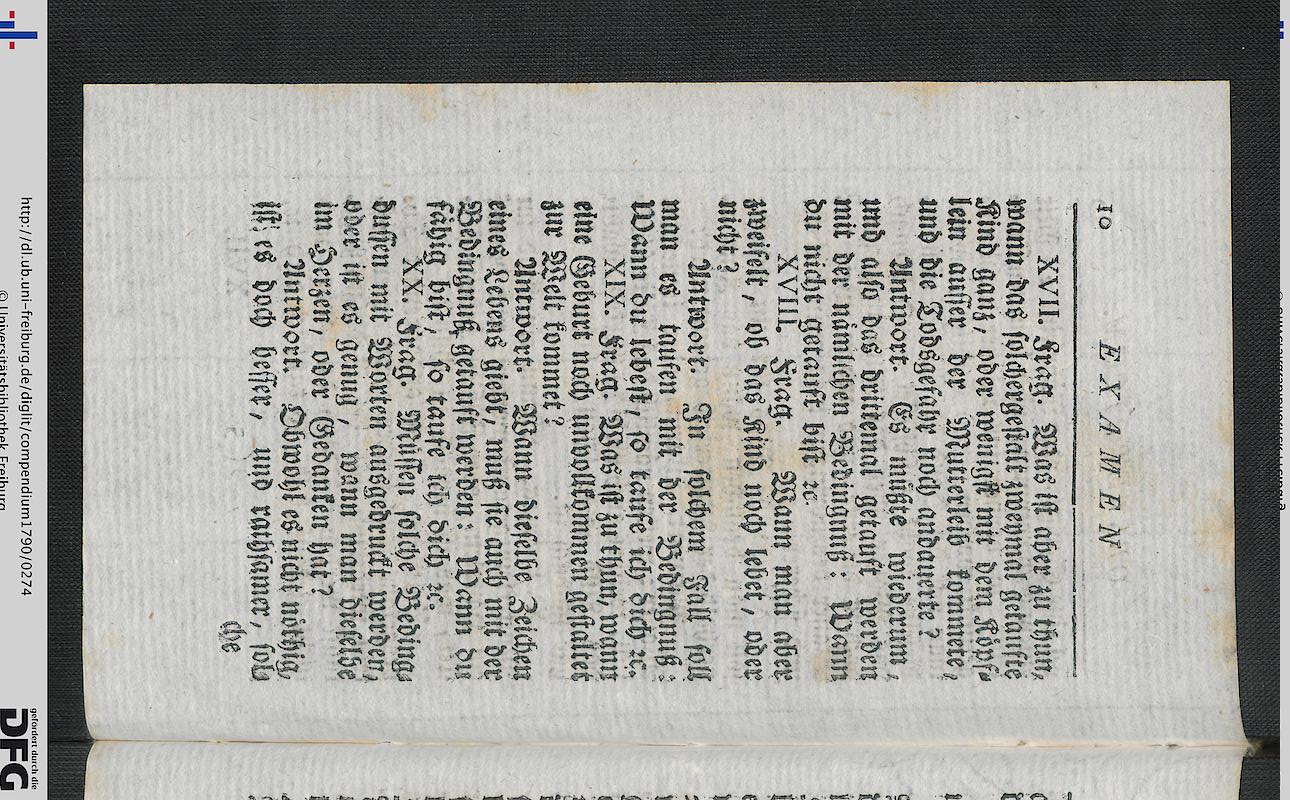 10 EXAMEN
XVII. Frag. Was ist aber zu thun,
wann das solchergestalt zweymal getaufte
Kind ganz, oder wenigst mit dem Köpf-
lein ausser der Mutterleib kommete,
und die Todsgefahr noch andauerte?
Antwort. Es müßte wiederum,
und also das drittemal getauft werden
mit der nämlichen Bedingniß: Wann
du nicht getauft bist ꝛc.
XVIII. Frag. Wann man aber
zweifelt, ob das Kind noch lebet, oder
nicht?
Antwort. In solchem Fall soll
man es taufen mit der Bedingniß:
Wann du lebest, so taufe ich dich ꝛc.
XIX. Frag. Was ist zu thun, wann
eine Geburt noch unvollkommen gestaltet
zur Welt kommet?
Antwort. Wann dieselbe Zeichen
eines Lebens giebt, muß sie auch mit der
Bedingniß getauft werden: Wann du
fähig bist, so taufe ich dich ꝛc.
XX. Frag. Müssen solche Beding-
nussen mit Worten ausgedruckt werden,
oder ist es genug, wann man dieselbe
im Herzen, oder Gedanken hat?
Antwort. Obwohl es nicht nöthig
ist, es doch besser, und rathsamer, sol-
che
http://dl.ub.uni-freiburg.de/diglit/compendium1790/0274
© Universitätsbibliothek Freiburg
gefördert durch die
DFG